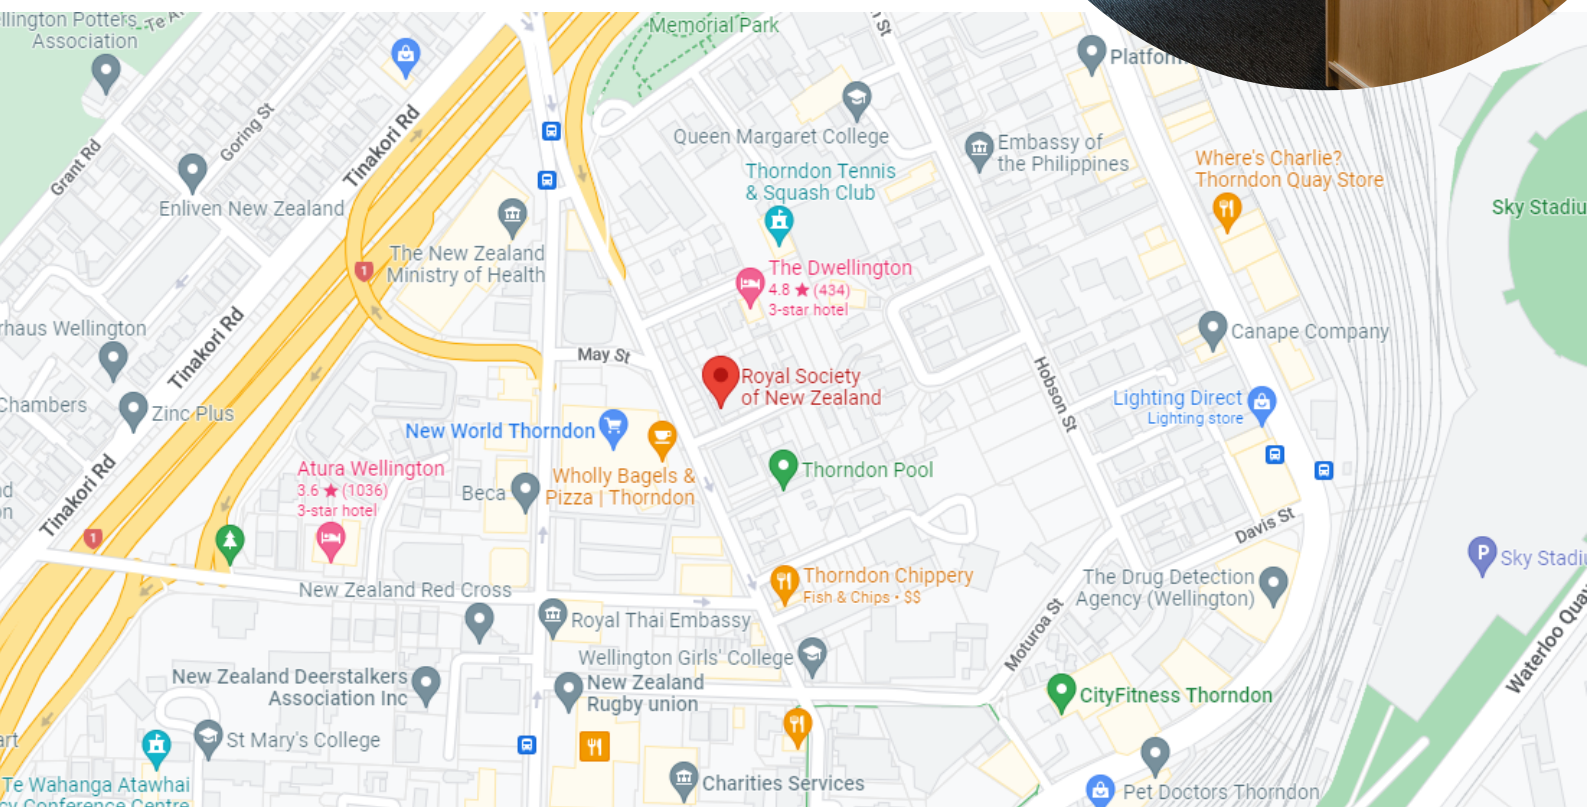 Wellington Potters
Association
Memorial Park
Platform
Goring St
Tinakori Rd
Grant Rd
Queen Margaret College
Embassy of
the Philippines
Where's Charlie?
Thorndon Quay Store
Thorndon Tennis
& Squash Club
Enliven New Zealand
Sky Stadiu
The New Zealand
Ministry of Health
1
The Dwellington
4.8 ★ (434)
3-star hotel
rhaus Wellington
Tinakori Rd
Canape Company
May St
Hobson St
Royal Society
of New Zealand
Chambers
Zinc Plus
Lighting Direct
Lighting store
New World Thorndon
Wholly Bagels &
Pizza | Thorndon
Atura Wellington
3.6 ★ (1036)
3-star hotel
Beca
Thorndon Pool
Tinakori Rd
1
Davis St
P
Sky Stadiu
New Zealand Red Cross
Thorndon Chippery
Fish & Chips • $$
The Drug Detection
Agency (Wellington)
Royal Thai Embassy
Moturoa St
Waterloo Quay
Wellington Girls' College
New Zealand Deerstalkers
Association Inc
New Zealand
Rugby union
CityFitness Thorndon
St Mary's College
Te Wahanga Atawhai
cy Conference Centre
Charities Services
Pet Doctors Thorndon